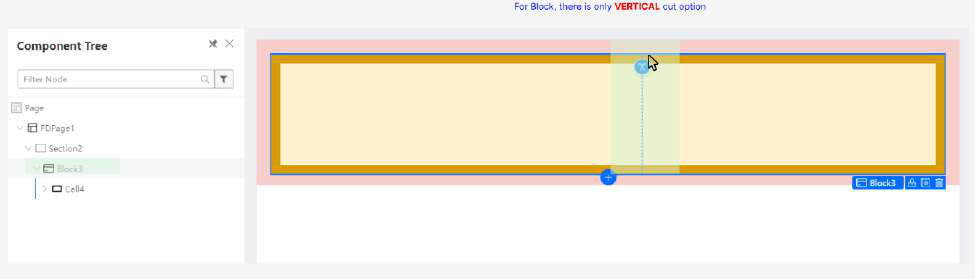 For Block, there is only VERTICAL cut option
Component Tree
Filter Node
Page
FDPage1
Section2
Block3
Cell4
Block3